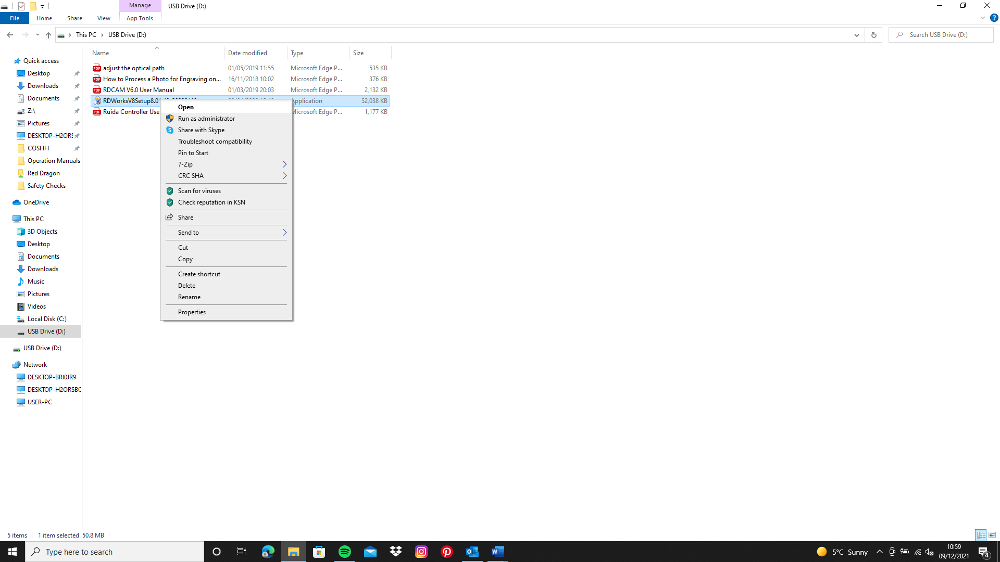 Manage
USB Drive (D:)
File
Home
Share
View
App Tools
This PC
USB Drive (D:)
Search USB Drive (D:)
Name
Date modified
Type
Size
adjust the optical path 01/05/2019 11:55 Microsoft Edge P... 535 KB
How to Process a Photo for Engraving on... 16/11/2018 10:02 Microsoft Edge P... 376 KB
RDCAM V6.0 User Manual 01/03/2019 20:03 Microsoft Edge P... 2,132 KB
RDWorksV8Setup8.01 Application 52,038 KB
Ruida Controller Use Microsoft Edge P... 1,177 KB
Open
Run as administrator
Share with Skype
Troubleshoot compatibility
Pin to Start
7-Zip
CRC SHA
Scan for viruses
Check reputation in KSN
Share
Send to
Cut
Copy
Create shortcut
Delete
Rename
Properties
Quick access
Desktop
Downloads
Documents
Z:\
Pictures
DESKTOP-H2ORS
COSHH
Operation Manuals
Red Dragon
Safety Checks
OneDrive
This PC
3D Objects
Desktop
Documents
Downloads
Music
Pictures
Videos
Local Disk (C:)
USB Drive (D:)
USB Drive (D:)
Network
DESKTOP-BRI0JR9
DESKTOP-H2ORSBC
USER-PC
5 items
1 item selected 50.8 MB
Type here to search
5°C Sunny
10:59
09/12/2021
4